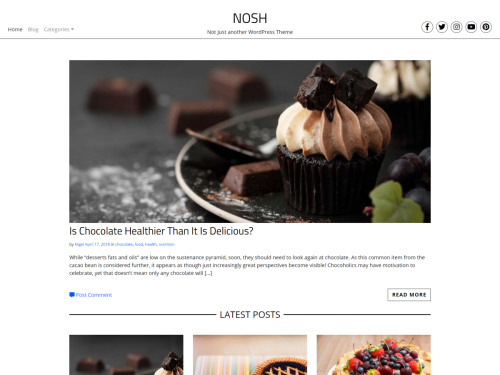 NOSH
Not Just another WordPress Theme
Home Blog Categories
Is Chocolate Healthier Than It Is Delicious?
by Nigel April 17, 2018 in chocolate, food, health, nutrition
While “desserts fats and oils” are low on the sustenance pyramid, soon, they should need to look again at chocolate. As this common item from the
cacao bean is considered further, it appears as though just increasingly great perspectives become visible! Chocoholics may have motivation to
celebrate, yet that doesn’t mean only any chocolate will [...]
Post Comment
READ MORE
LATEST POSTS